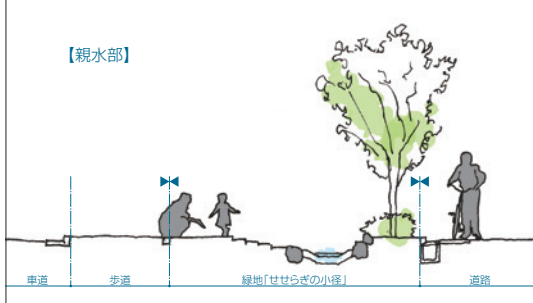 【親水部】
車道
歩道
緑地「せせらぎの小径」
道路